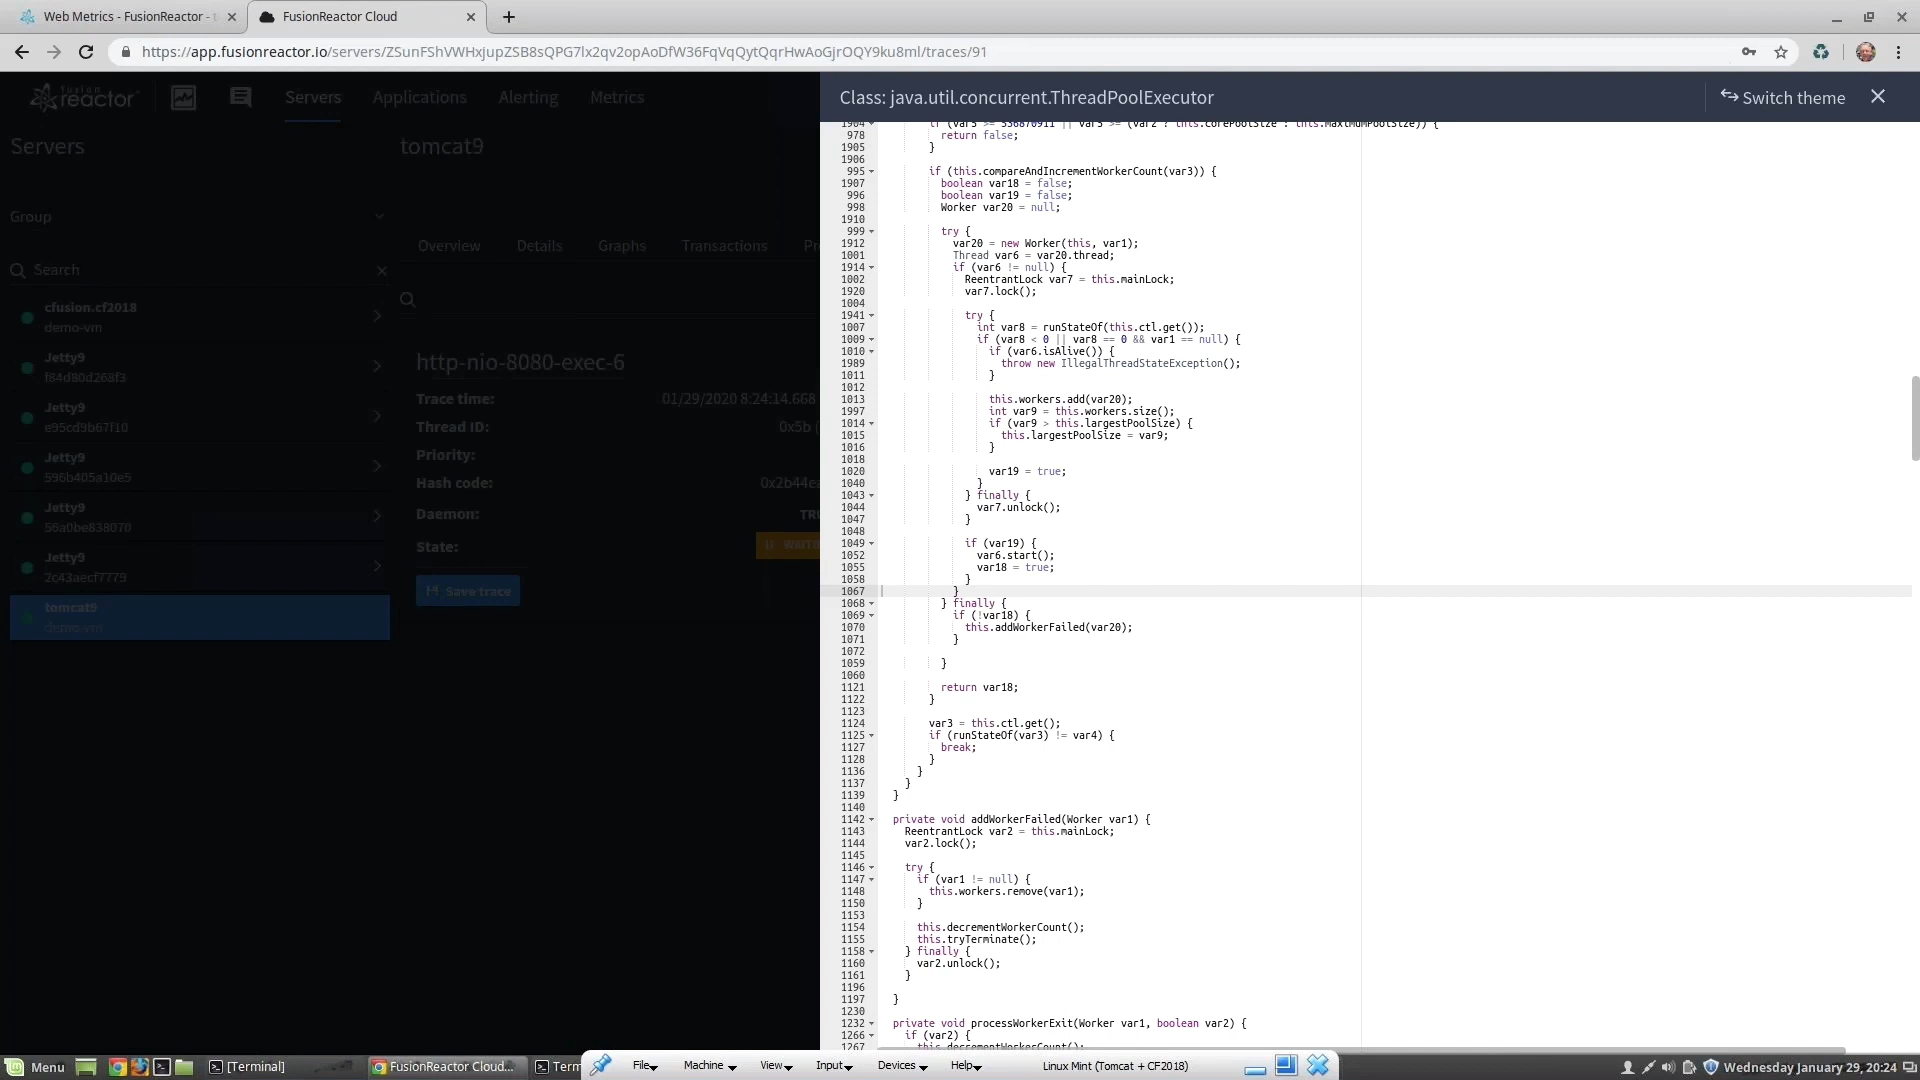 Web Metrics - FusionReactor - t
FusionReactor Cloud
https://app.fusionreactor.io/servers/ZSunFShVWHxjupZSB8sQPG7lx2qv2opAoDfW36FqVqQytQqrHwAoGjrOQY9ku8ml/traces/91
fusion
reactor
Servers
Applications
Alerting
Metrics
Class: java.util.concurrent.ThreadPoolExecutor
Switch theme
Servers
Group
Search
cfusion.cf2018
demo-vm
Jetty9
f84d80d268f3
Jetty9
e95cd9b67f10
Jetty9
596b405a10e5
Jetty9
56a0be838070
Jetty9
2c43aecf7779
tomcat9
demo-vm
tomcat9
Overview
Details
Graphs
Transactions
Pr
http-nio-8080-exec-6
Trace time: 01/29/2020 8:24:14.668
Thread ID: 0x5b (
Priority:
Hash code: 0x2b44e
Daemon: TR
State: WAIT
Save trace
1904 if (var5 >= 536870911 || var5 >= (var2 ? this.corePoolSize : this.maximumPoolSize)) {
978 return false;
1905 }
1906
995 if (this.compareAndIncrementWorkerCount(var3)) {
1907 boolean var18 = false;
996 boolean var19 = false;
998 Worker var20 = null;
1910
999 try {
1912 var20 = new Worker(this, var1);
1001 Thread var6 = var20.thread;
1914 if (var6 != null) {
1002 ReentrantLock var7 = this.mainLock;
1920 var7.lock();
1004
1941 try {
1007 int var8 = runStateOf(this.ctl.get());
1009 if (var8 < 0 || var8 == 0 && var1 == null) {
1010 if (var6.isAlive()) {
1989 throw new IllegalThreadStateException();
1011 }
1012
1013 this.workers.add(var20);
1997 int var9 = this.workers.size();
1014 if (var9 > this.largestPoolSize) {
1015 this.largestPoolSize = var9;
1016 }
1018
1020 var19 = true;
1040 }
1043 } finally {
1044 var7.unlock();
1047 }
1048
1049 if (var19) {
1052 var6.start();
1055 var18 = true;
1058 }
1067 }
1068 } finally {
1069 if (!var18) {
1070 this.addWorkerFailed(var20);
1071 }
1072
1059 }
1060
1121 return var18;
1122 }
1123
1124 var3 = this.ctl.get();
1125 if (runStateOf(var3) != var4) {
1127 break;
1128 }
1136 }
1137 }
1139 }
1140
1142 private void addWorkerFailed(Worker var1) {
1143 ReentrantLock var2 = this.mainLock;
1144 var2.lock();
1145
1146 try {
1147 if (var1 != null) {
1148 this.workers.remove(var1);
1150 }
1153
1154 this.decrementWorkerCount();
1155 this.tryTerminate();
1158 } finally {
1160 var2.unlock();
1161 }
1196
1197 }
1230
1232 private void processWorkerExit(Worker var1, boolean var2) {
1266 if (var2) {
1267 this.decrementWorkerCount();
Menu
[Terminal]
FusionReactor Cloud...
Term
File
Machine
View
Input
Devices
Help
Linux Mint (Tomcat + CF2018)
Wednesday January 29, 20:24